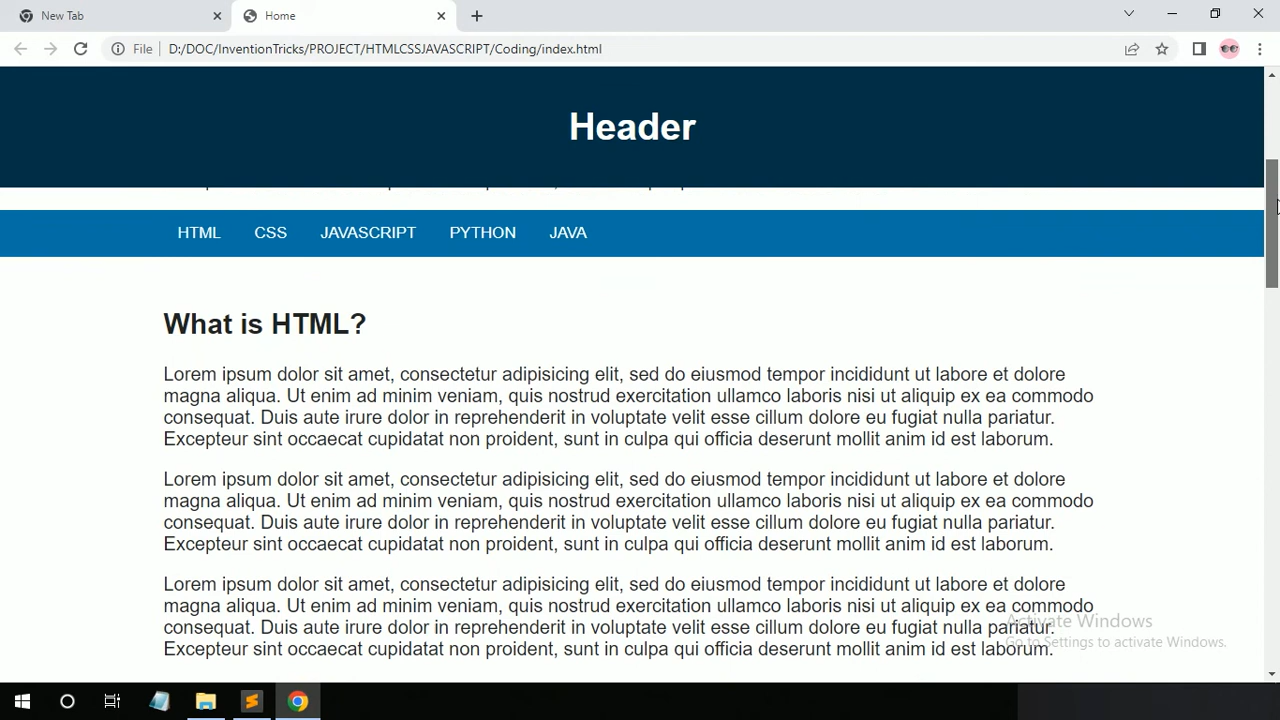 New Tab
Home
File
D:/DOC/InventionTricks/PROJECT/HTMLCSSJAVASCRIPT/Coding/index.html
Header
HTML CSS JAVASCRIPT PYTHON JAVA
What is HTML?
Lorem ipsum dolor sit amet, consectetur adipisicing elit, sed do eiusmod tempor incididunt ut labore et dolore
magna aliqua. Ut enim ad minim veniam, quis nostrud exercitation ullamco laboris nisi ut aliquip ex ea commodo
consequat. Duis aute irure dolor in reprehenderit in voluptate velit esse cillum dolore eu fugiat nulla pariatur.
Excepteur sint occaecat cupidatat non proident, sunt in culpa qui officia deserunt mollit anim id est laborum.
Lorem ipsum dolor sit amet, consectetur adipisicing elit, sed do eiusmod tempor incididunt ut labore et dolore
magna aliqua. Ut enim ad minim veniam, quis nostrud exercitation ullamco laboris nisi ut aliquip ex ea commodo
consequat. Duis aute irure dolor in reprehenderit in voluptate velit esse cillum dolore eu fugiat nulla pariatur.
Excepteur sint occaecat cupidatat non proident, sunt in culpa qui officia deserunt mollit anim id est laborum.
Lorem ipsum dolor sit amet, consectetur adipisicing elit, sed do eiusmod tempor incididunt ut labore et dolore
magna aliqua. Ut enim ad minim veniam, quis nostrud exercitation ullamco laboris nisi ut aliquip ex ea commodo
consequat. Duis aute irure dolor in reprehenderit in voluptate velit esse cillum dolore eu fugiat nulla pariatur.
Excepteur sint occaecat cupidatat non proident, sunt in culpa qui officia deserunt mollit anim id est laborum.
Activate Windows
Go to Settings to activate Windows.